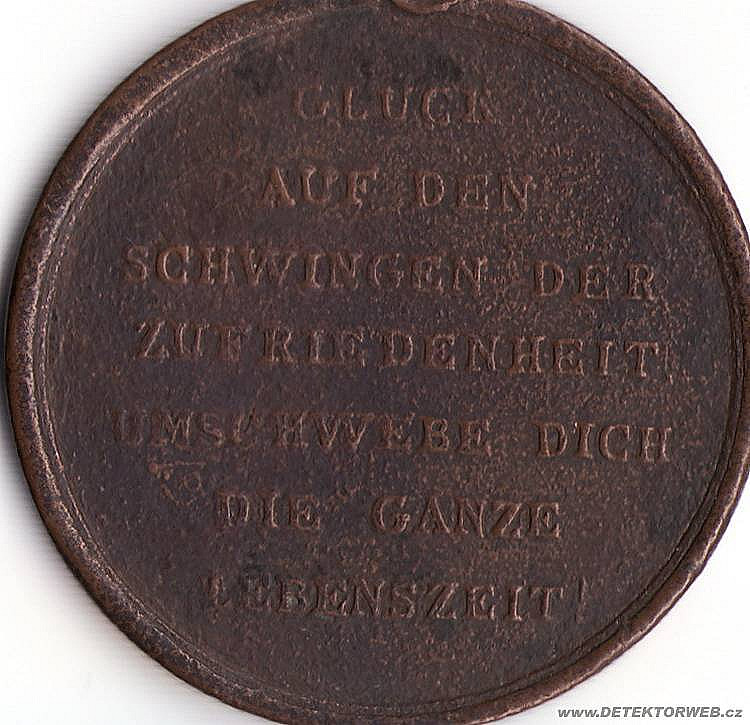 GLUCK
AUF DEN
SCHWINGEN DER
ZUFRIEDENHEIT
UMSCHWEBE DICH
DIE GANZE
LEBENSZEIT!
www.DETEKTORWEB.cz